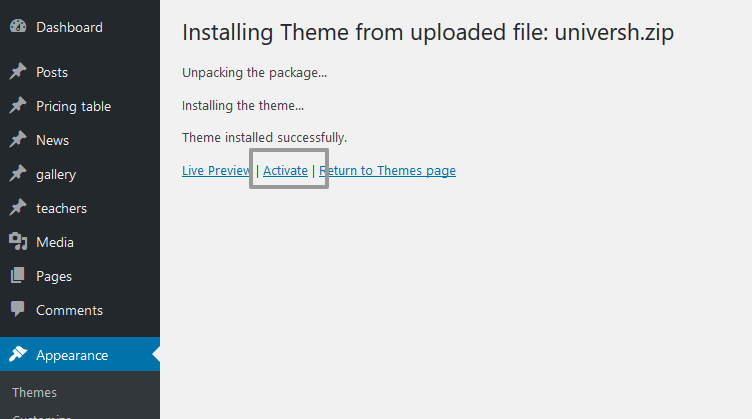 Dashboard
Posts
Pricing table
News
gallery
teachers
Media
Pages
Comments
Appearance
Themes
Customize
Installing Theme from uploaded file: universh.zip
Unpacking the package...
Installing the theme...
Theme installed successfully.
Live Preview | Activate | Return to Themes page